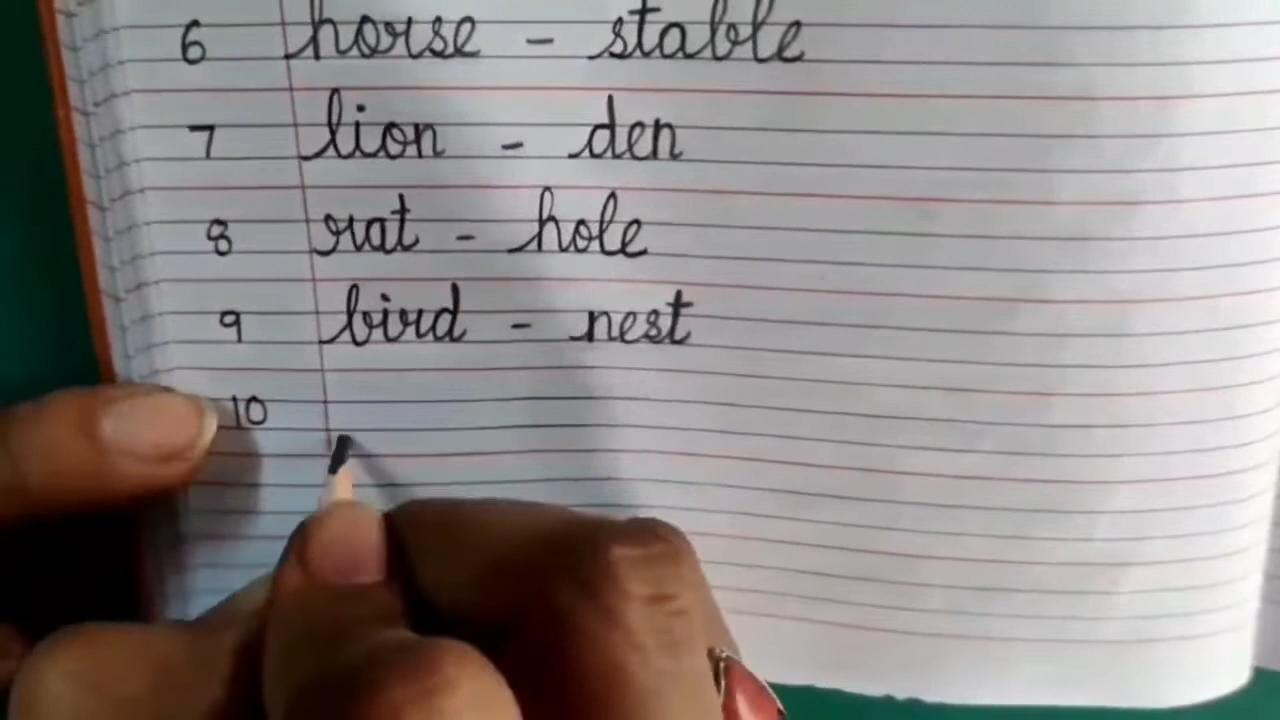 6 horse - stable
7 lion - den
8 rat - hole
9 bird - nest
10